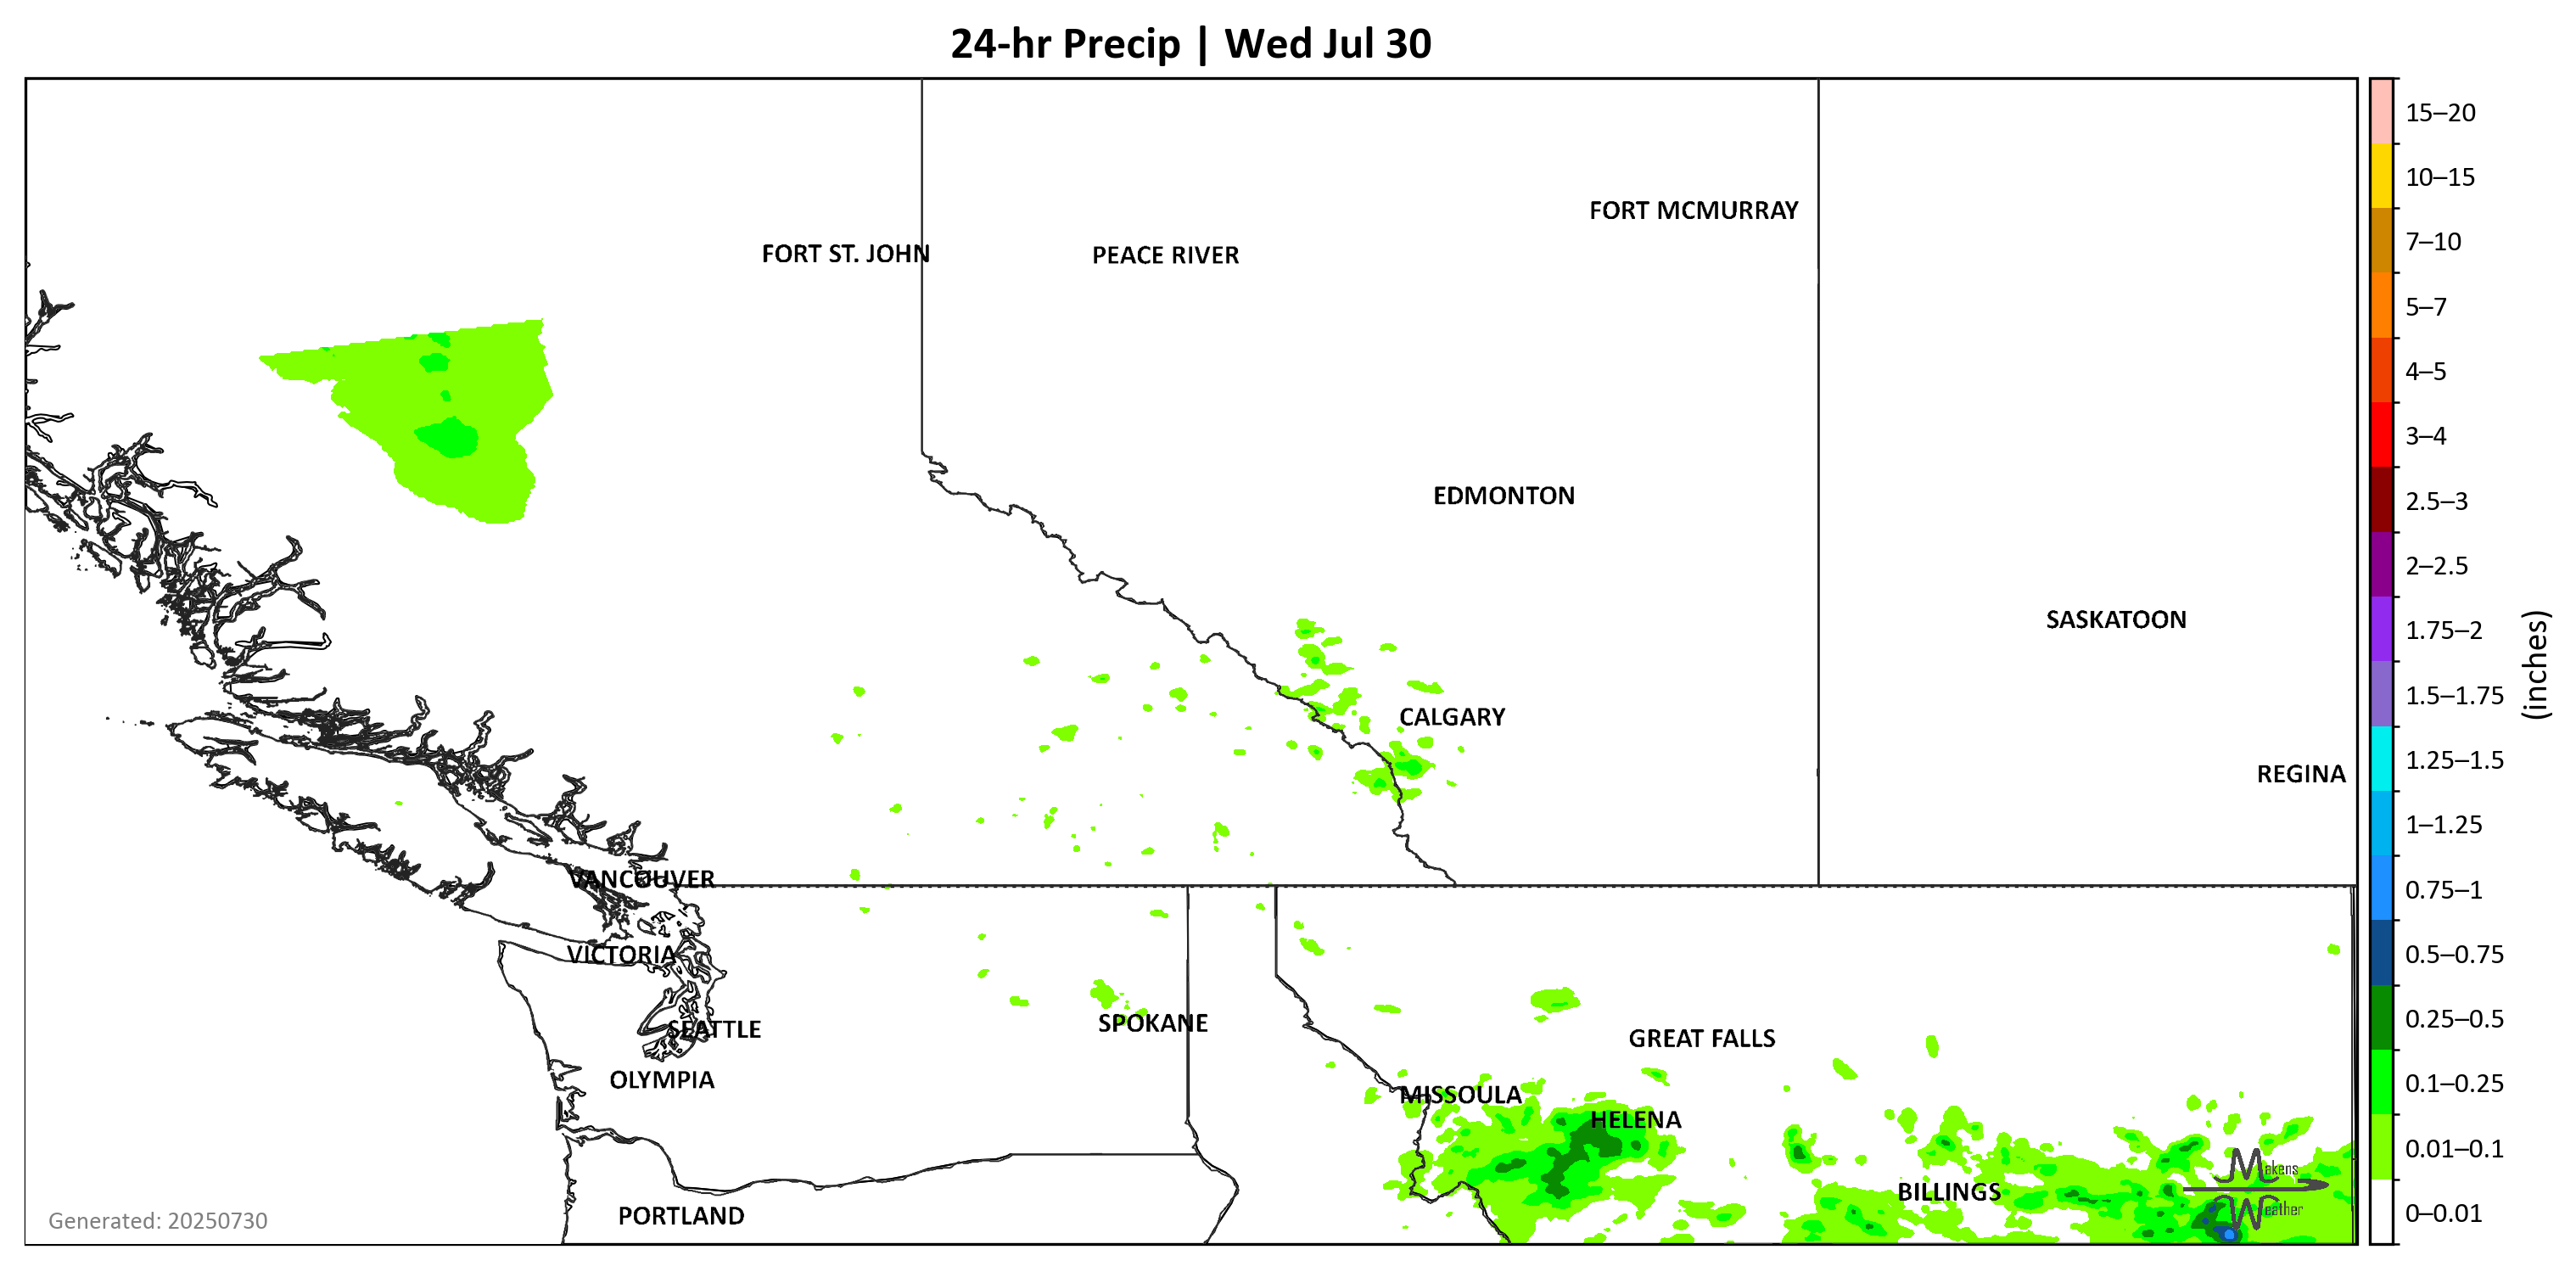 24-hr Precip | Wed Jul 30
15–20
10–15
FORT MCMURRAY
7–10
FORT ST. JOHN
PEACE RIVER
5–7
4–5
3–4
EDMONTON
2.5–3
2–2.5
SASKATOON
1.75–2
(inches)
1.5–1.75
CALGARY
1.25–1.5
REGINA
1–1.25
VANCOUVER
0.75–1
VICTORIA
0.5–0.75
SEATTLE
SPOKANE
0.25–0.5
GREAT FALLS
OLYMPIA
0.1–0.25
MISSOULA
HELENA
0.01–0.1
Makens
BILLINGS
Weather
PORTLAND
0–0.01
Generated: 20250730